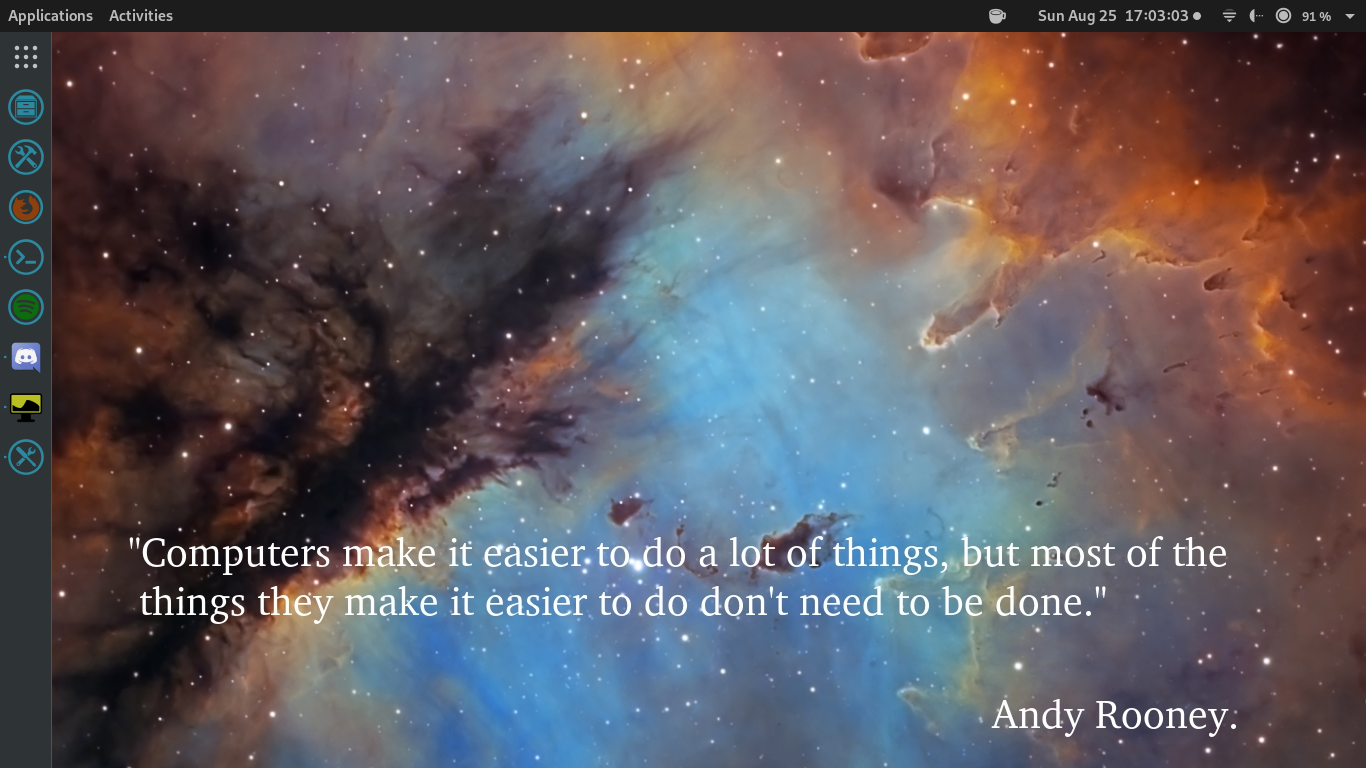 Applications Activities Sun Aug 25 17:03:03 91 %
"Computers make it easier to do a lot of things, but most of the
things they make it easier to do don't need to be done."
Andy Rooney.